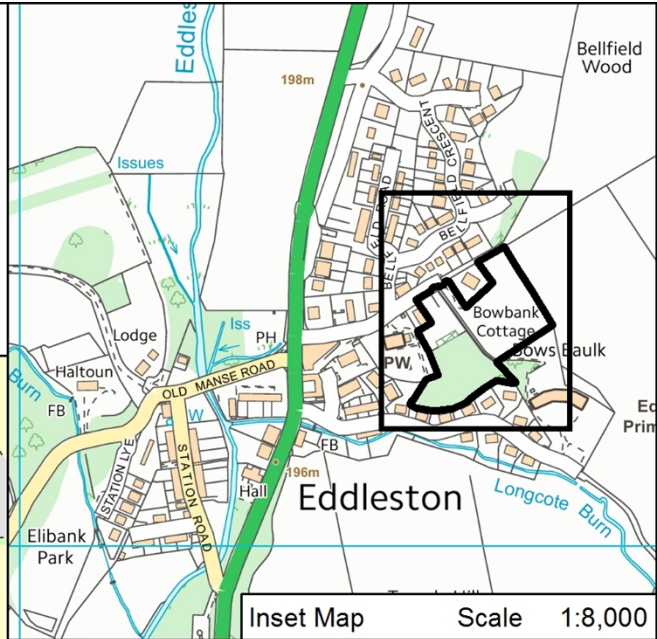 Eddles
Bellfield
Wood
198m
BELLFIELD CRESCENT
Issues
BELLFIELD ROAD
Iss
PH
Lodge
Bowbank
Cottage
Bows Baulk
PW
Haltoun
OLD MANSE ROAD
Burn
FB
W
Ed
Prim
FB
STATION LYE
STATION ROAD
196m
Hall
Eddleston
Longcote Burn
Elibank
Park
Inset Map Scale 1:8,000